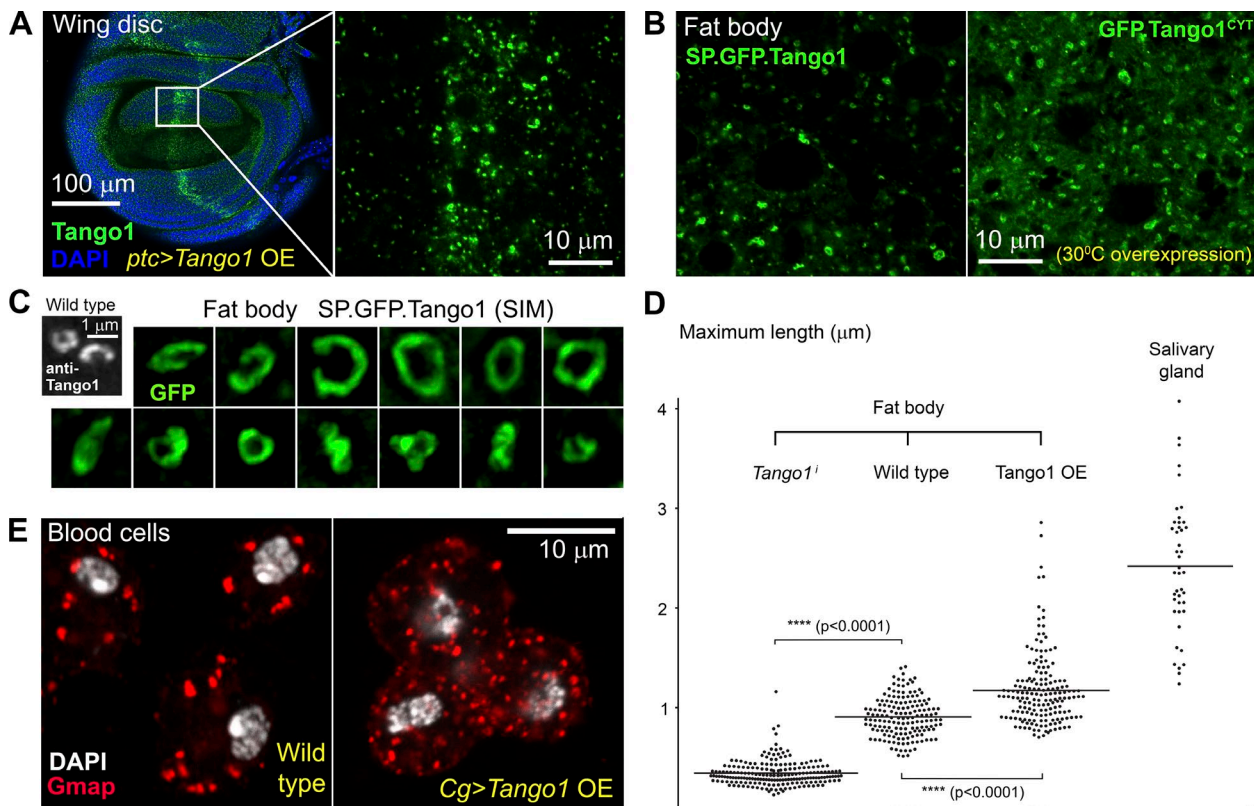 A
Wing disc
100 μm
Tango1
DAPI ptc>Tango1 OE
10 μm
B
Fat body
SP.GFP.Tango1
GFP.Tango1CYT
10 μm
(30⁰C overexpression)
C
Wild type
1 μm
anti-
Tango1
Fat body SP.GFP.Tango1 (SIM)
GFP
D
Maximum length (μm)
Salivary
gland
Fat body
Tango1 i
Wild type
Tango1 OE
4
3
2
1
**** (p<0.0001)
**** (p<0.0001)
E
Blood cells
10 μm
DAPI
Gmap
Wild
type
Cg>Tango1 OE